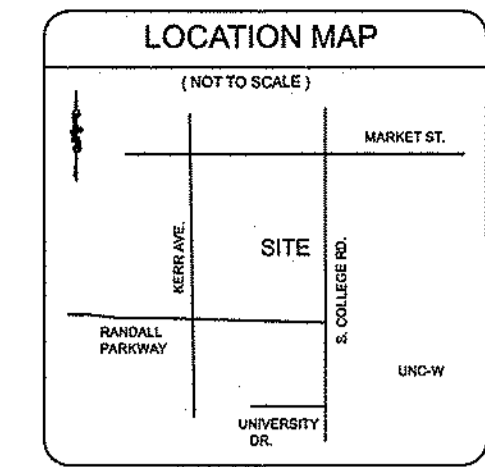 LOCATION MAP
( NOT TO SCALE )
MARKET ST.
KERR AVE.
SITE
S. COLLEGE RD.
RANDALL
PARKWAY
UNC-W
UNIVERSITY
DR.